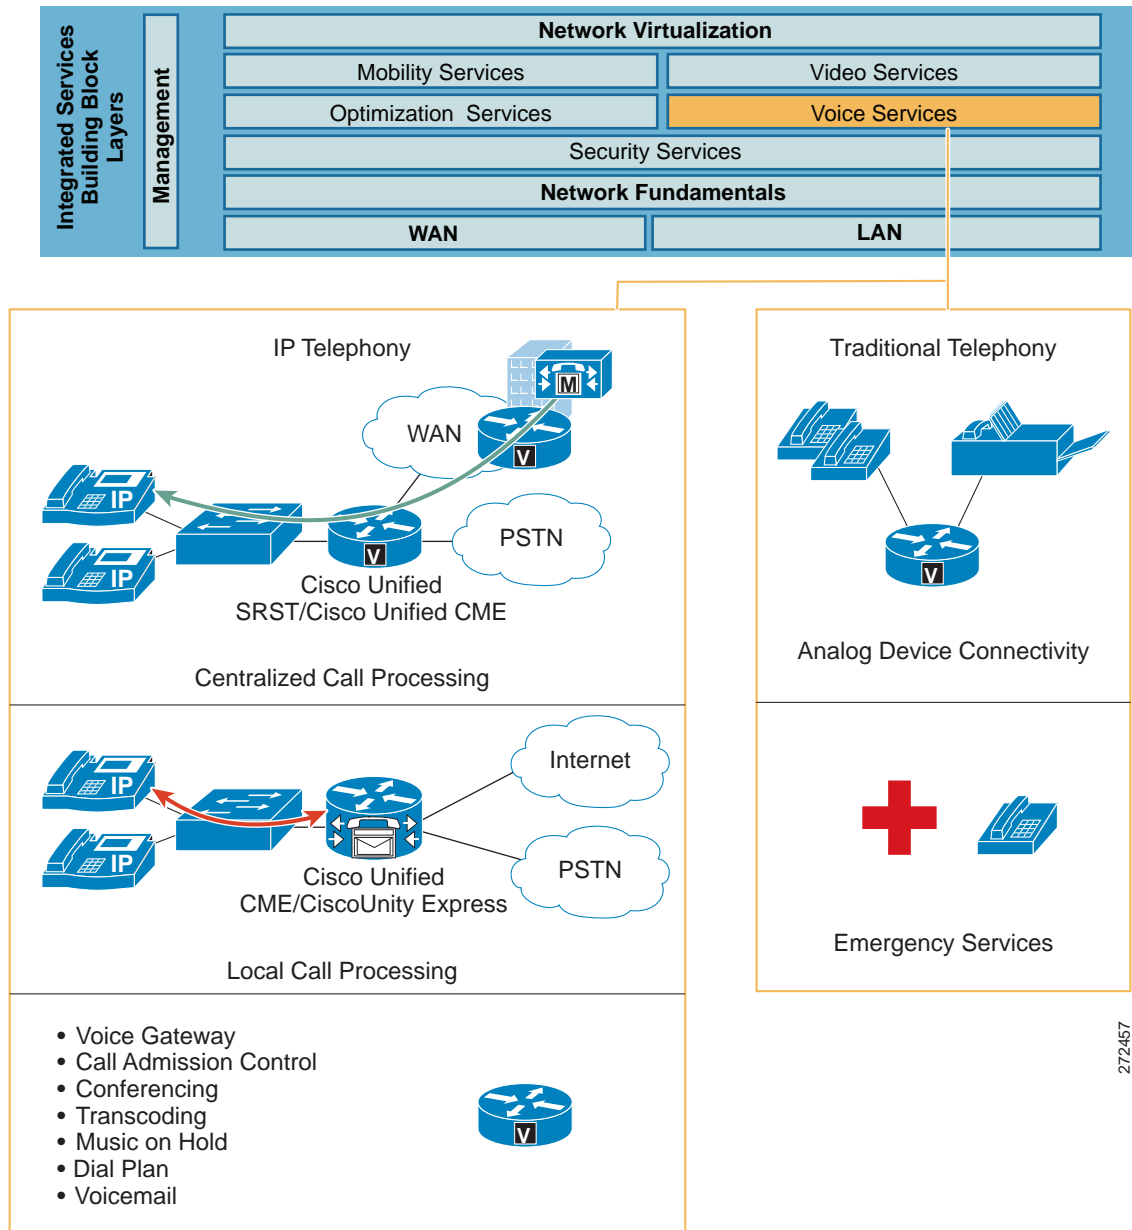 Integrated Services
Building Block
Layers
Management
Network Virtualization
Mobility Services
Video Services
Optimization Services
Voice Services
Security Services
Network Fundamentals
WAN
LAN
IP Telephony
M
WAN
V
IP
IP
V
PSTN
Cisco Unified
SRST/Cisco Unified CME
Centralized Call Processing
IP
IP
Internet
PSTN
Cisco Unified
CME/CiscoUnity Express
Local Call Processing
• Voice Gateway
• Call Admission Control
• Conferencing
• Transcoding
• Music on Hold
• Dial Plan
• Voicemail
V
Traditional Telephony
V
Analog Device Connectivity
Emergency Services
272457